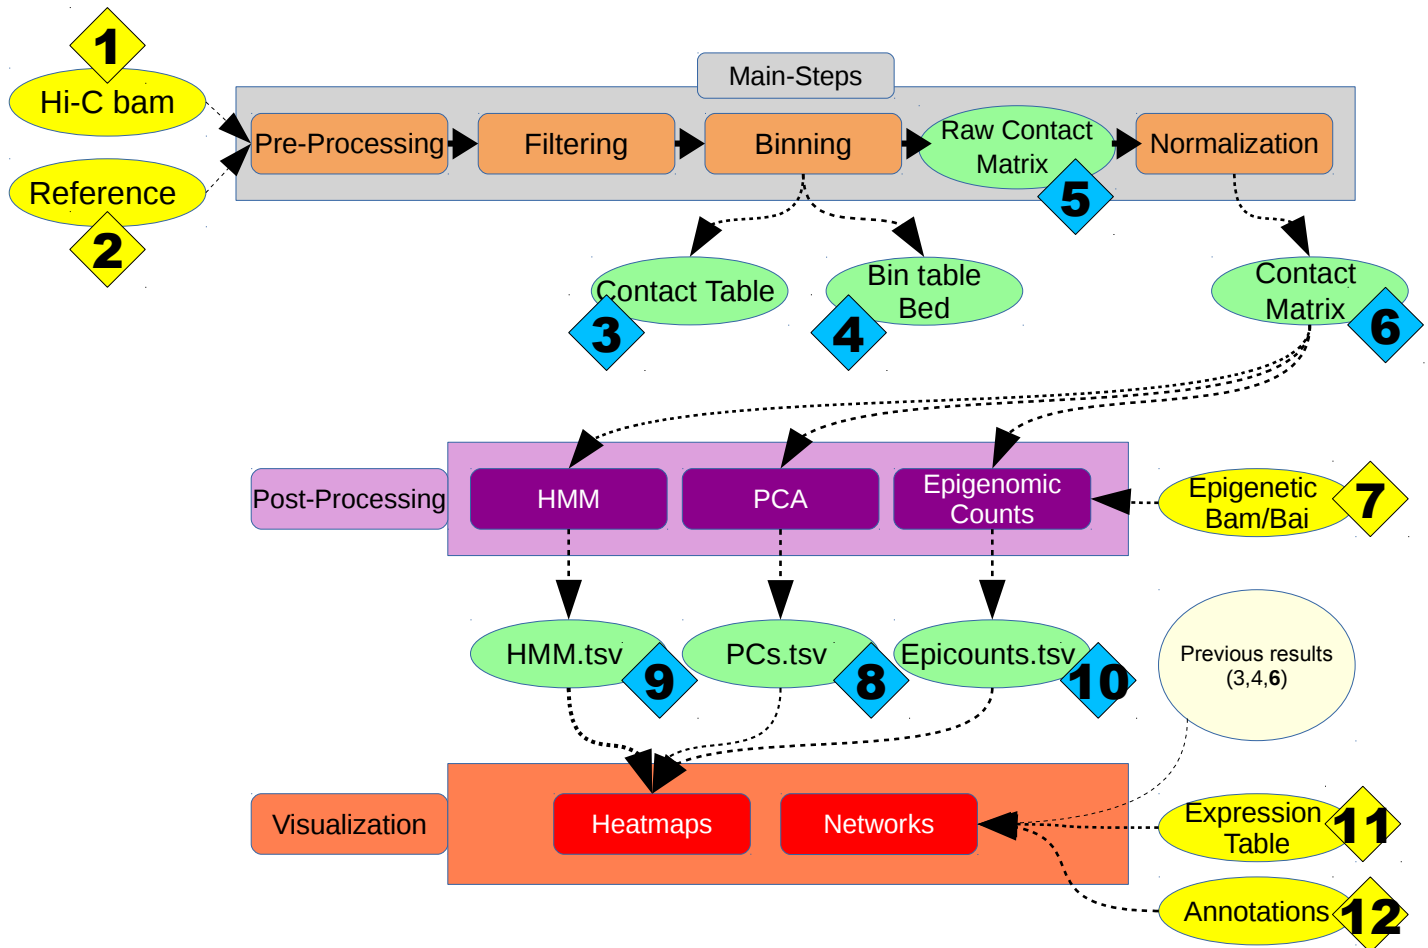 1
Hi-C bam
Reference
2
Main-Steps
Pre-Processing
Filtering
Binning
Raw Contact
Matrix
5
Normalization
Contact Table
3
Bin table
Bed
4
Contact
Matrix
6
Post-Processing
HMM
PCA
Epigenomic
Counts
Epigenetic
Bam/Bai
7
HMM.tsv
9
PCs.tsv
8
Epicounts.tsv
10
Previous results
(3,4,6)
Visualization
Heatmaps
Networks
Expression
Table
11
Annotations
12